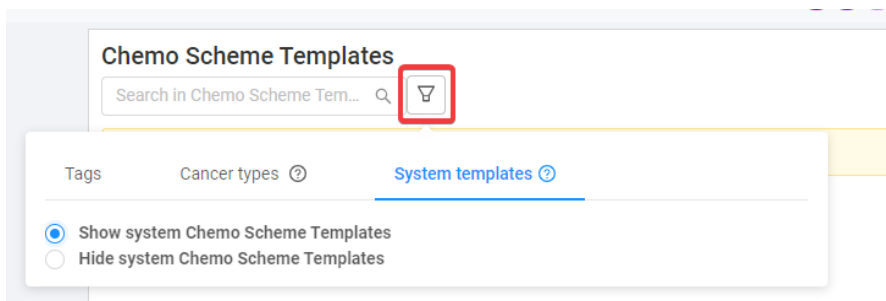 Chemo Scheme Templates
Search in Chemo Scheme Tem...
Tags Cancer types System templates
Show system Chemo Scheme Templates
Hide system Chemo Scheme Templates